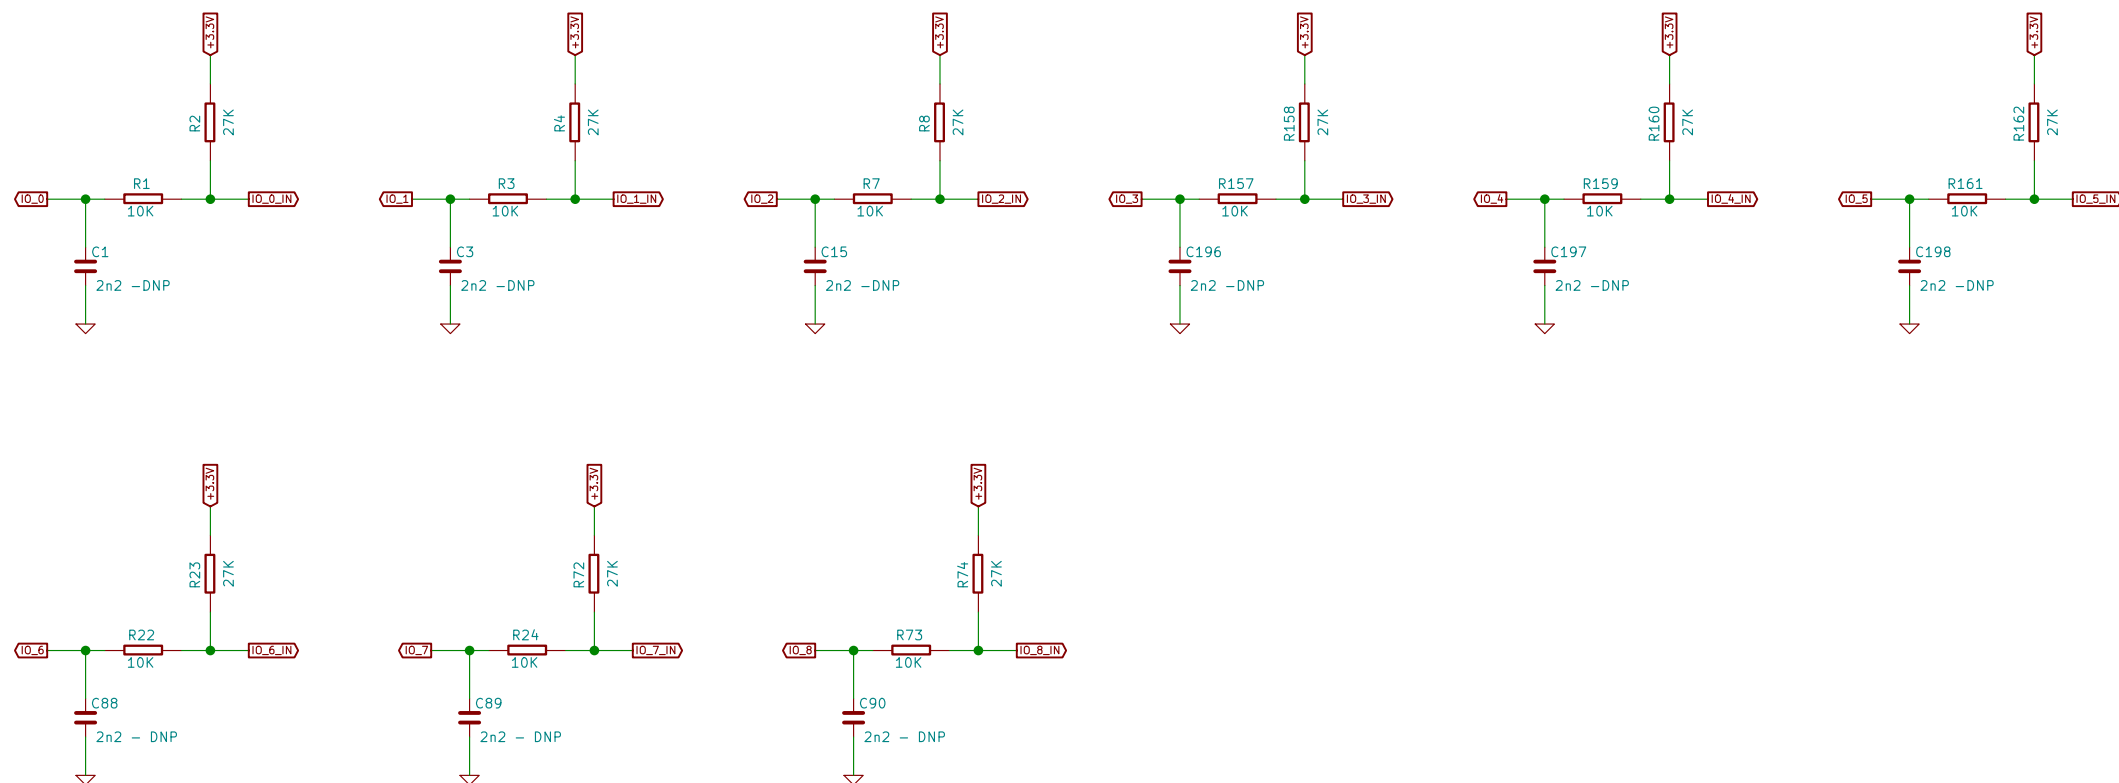 +3.3V
R2
27K
IO_0
R1
10K
IO_0_IN
C1
2n2 -DNP
+3.3V
R4
27K
IO_1
R3
10K
IO_1_IN
C3
2n2 -DNP
+3.3V
R8
27K
IO_2
R7
10K
IO_2_IN
C15
2n2 -DNP
+3.3V
R158
27K
IO_3
R157
10K
IO_3_IN
C196
2n2 -DNP
+3.3V
R160
27K
IO_4
R159
10K
IO_4_IN
C197
2n2 -DNP
+3.3V
R162
27K
IO_5
R161
10K
IO_5_IN
C198
2n2 -DNP
+3.3V
R23
27K
IO_6
R22
10K
IO_6_IN
C88
2n2 - DNP
+3.3V
R72
27K
IO_7
R24
10K
IO_7_IN
C89
2n2 - DNP
+3.3V
R74
27K
IO_8
R73
10K
IO_8_IN
C90
2n2 - DNP